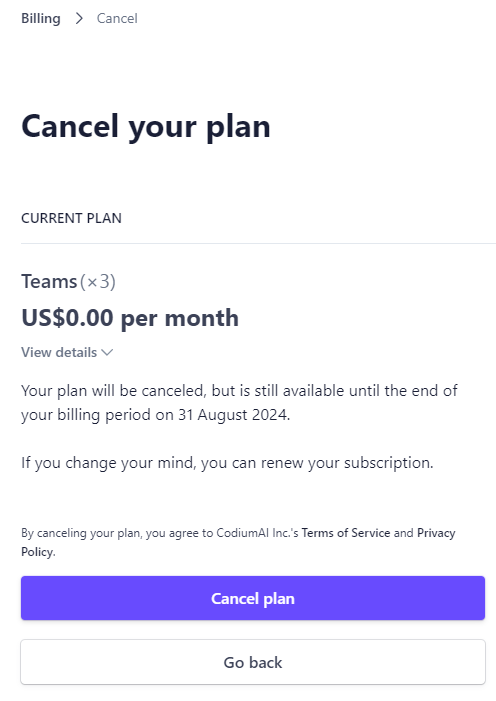 Billing > Cancel
Cancel your plan
CURRENT PLAN
Teams (×3)
US$0.00 per month
View details
Your plan will be canceled, but is still available until the end of
your billing period on 31 August 2024.
If you change your mind, you can renew your subscription.
By canceling your plan, you agree to CodiumAI Inc.'s Terms of Service and Privacy
Policy.
Cancel plan
Go back